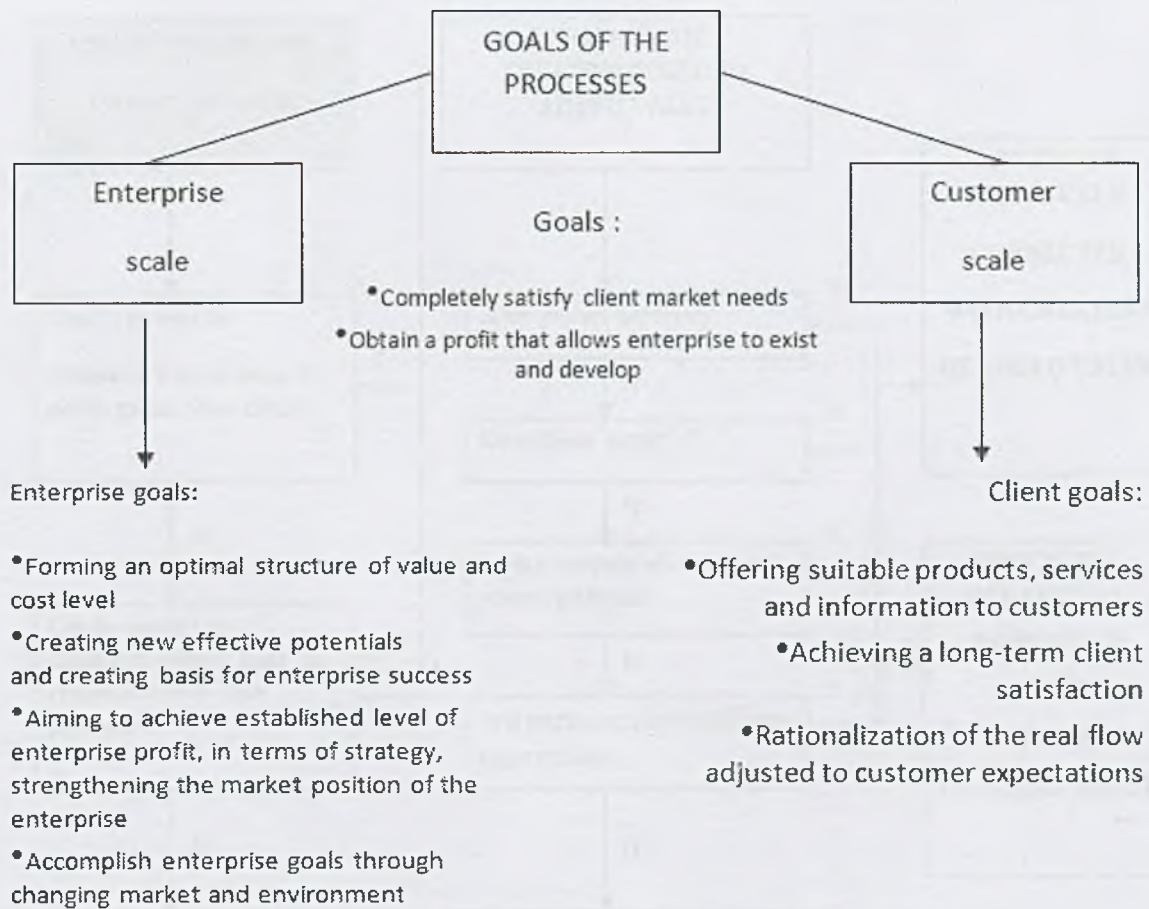 GOALS OF THE
PROCESSES
Enterprise
scale
Goals :
•Completely satisfy client market needs
•Obtain a profit that allows enterprise to exist
and develop
Customer
scale
Enterprise goals:
•Forming an optimal structure of value and
cost level
•Creating new effective potentials
and creating basis for enterprise success
•Aiming to achieve established level of
enterprise profit, in terms of strategy,
strengthening the market position of the
enterprise
•Accomplish enterprise goals through
changing market and environment
Client goals:
•Offering suitable products, services
and information to customers
•Achieving a long-term client
satisfaction
•Rationalization of the real flow
adjusted to customer expectations